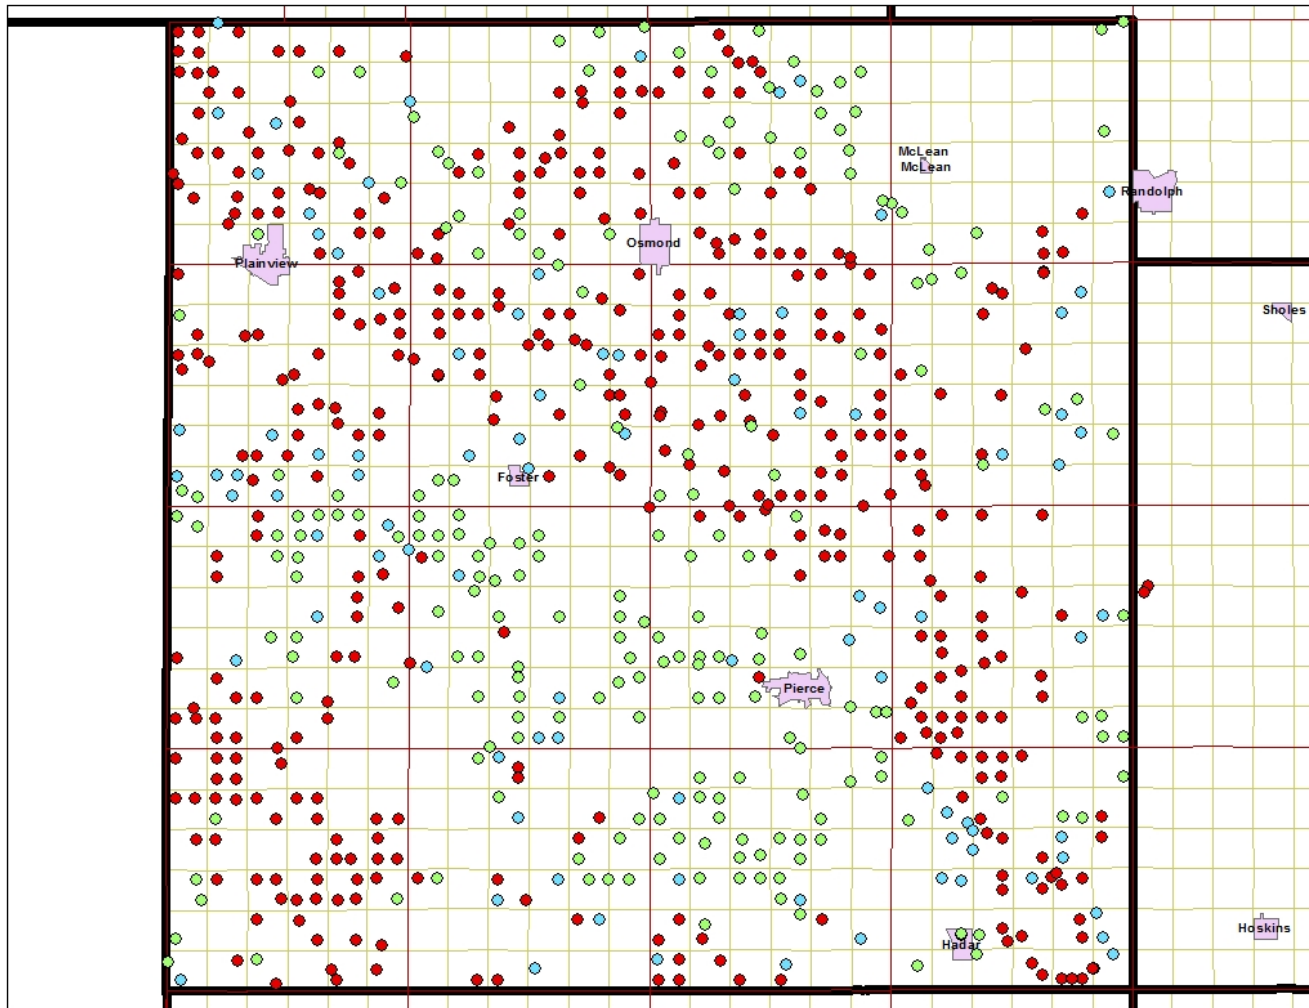 McLean
McLean
Randolph
Osmond
Plainview
Sholes
Foster
Pierce
Hoskins
Hadar